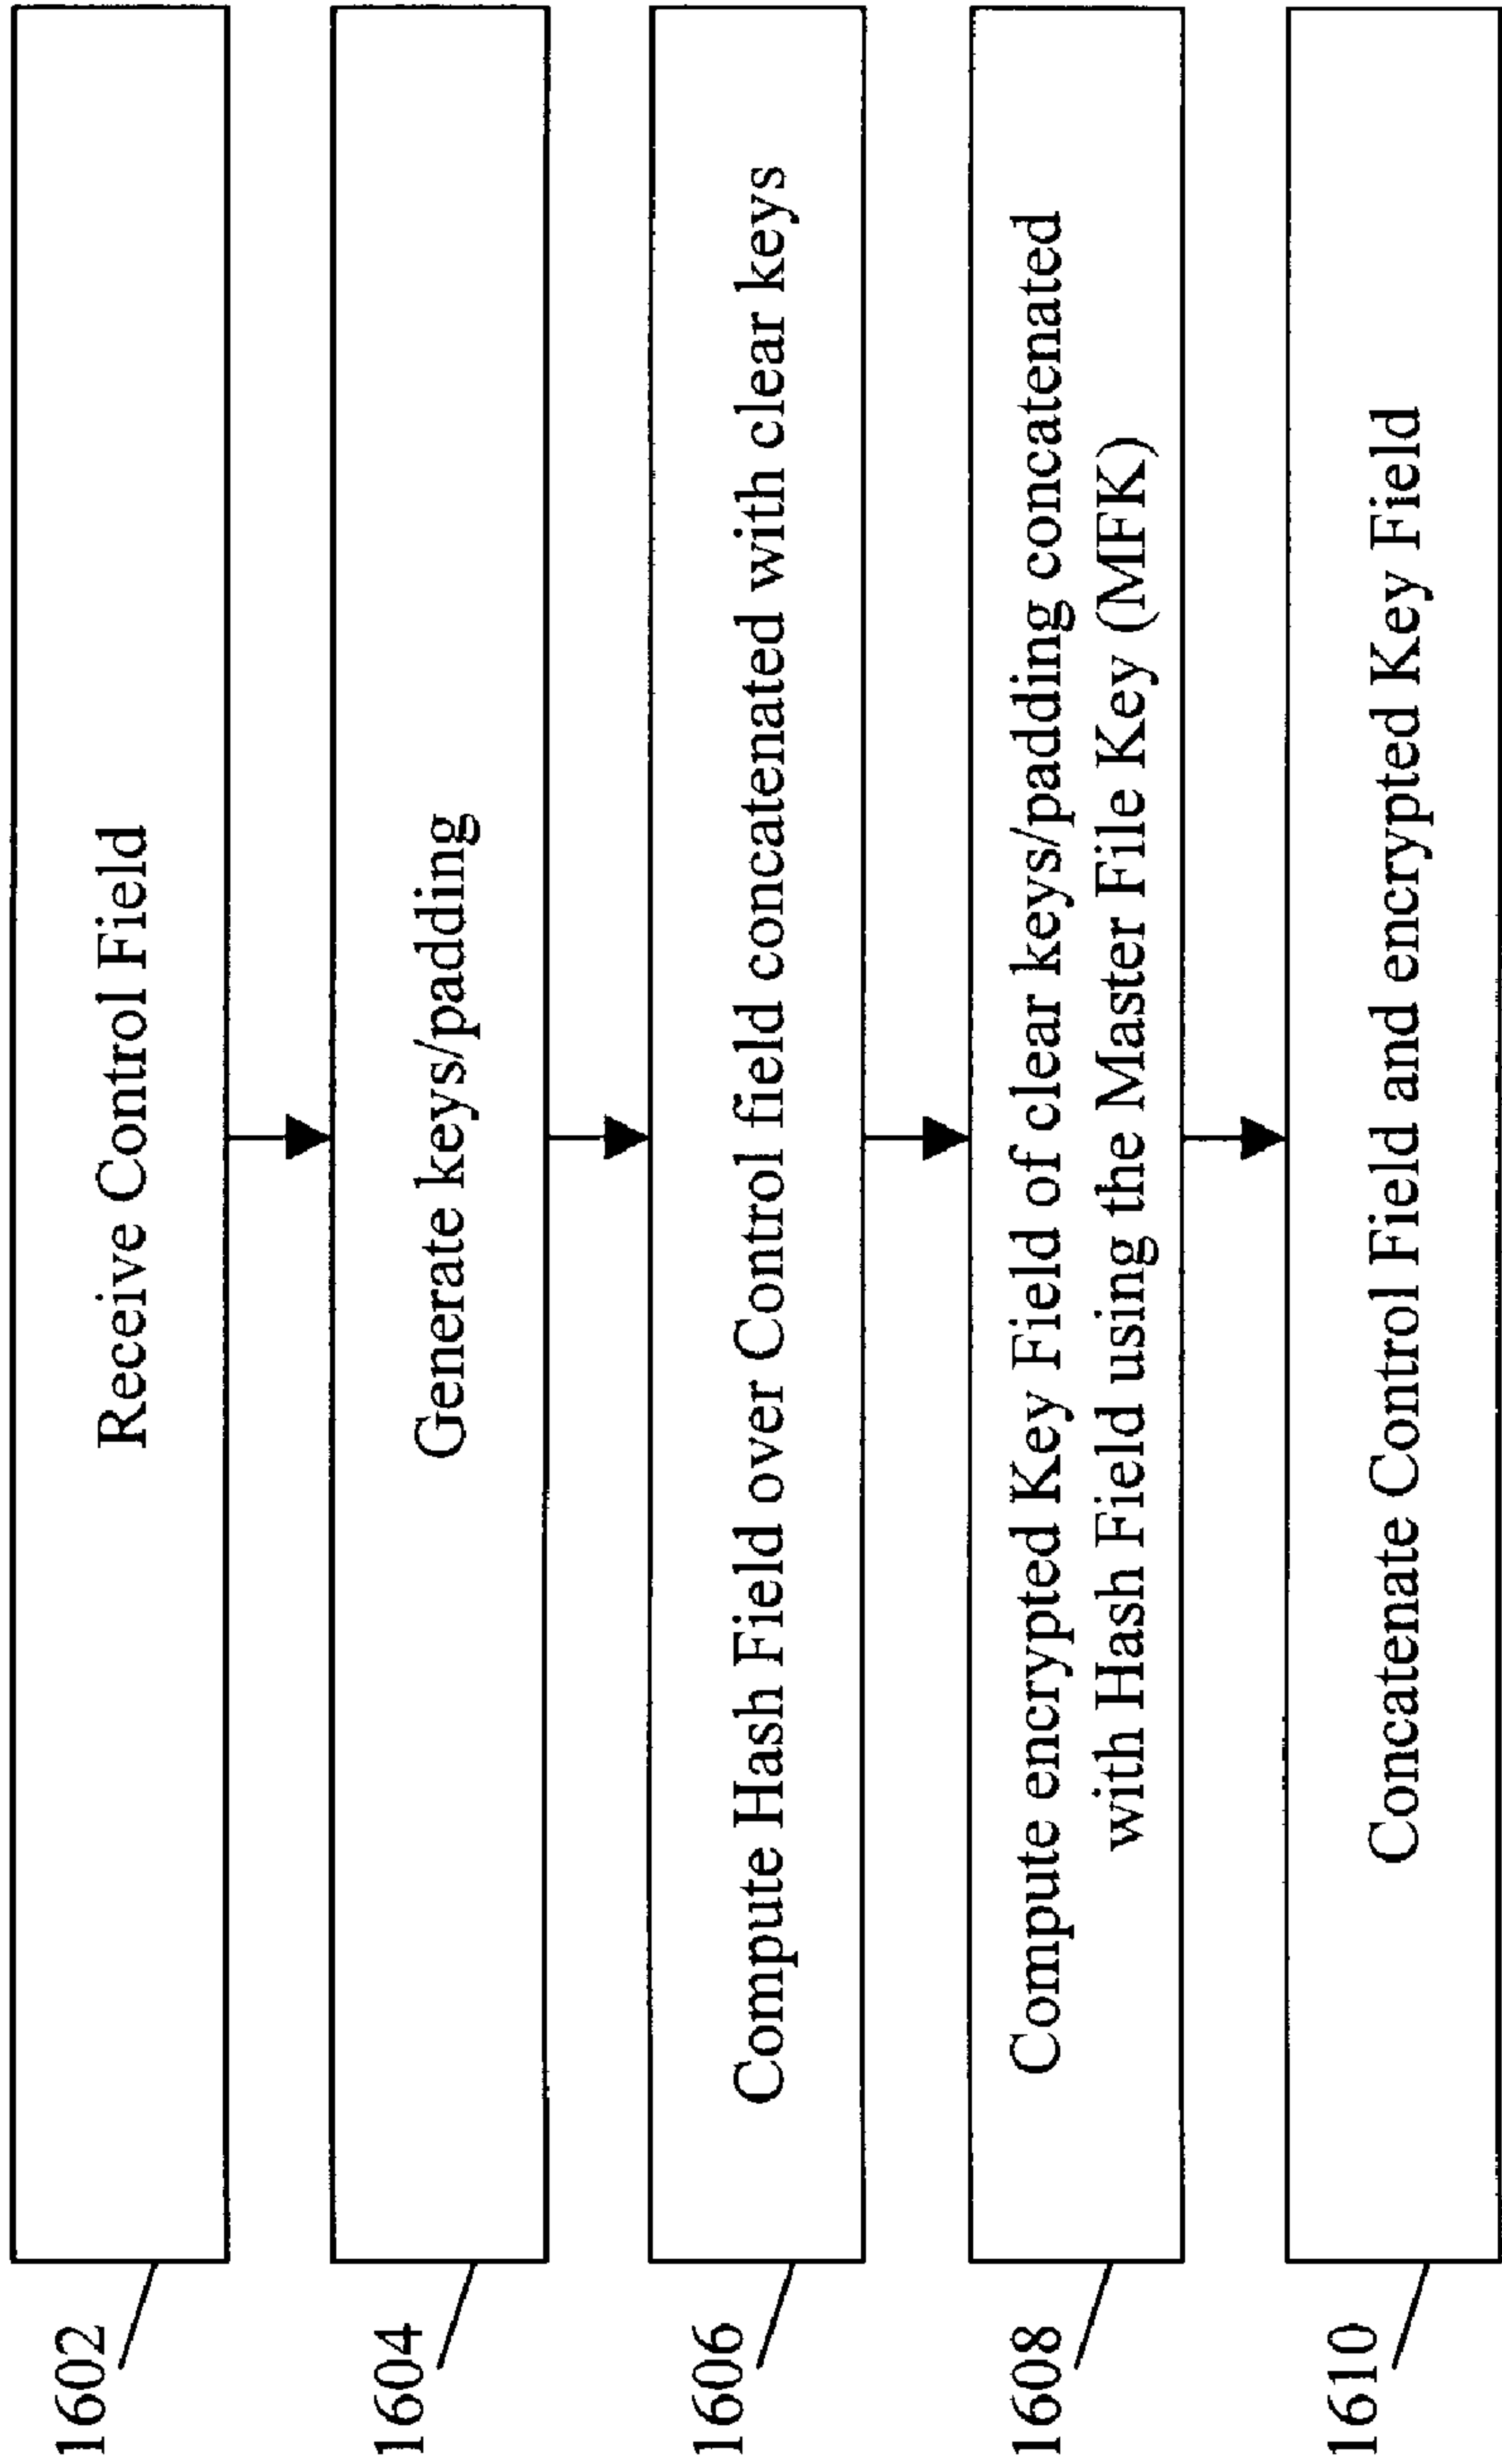 1602
Receive Control Field
1604
Generate keys/padding
1606
Compute Hash Field over Control field concatenated with clear keys
1608
Compute encrypted Key Field of clear keys/padding concatenated
with Hash Field using the Master File Key (MFK)
1610
Concatenate Control Field and encrypted Key Field